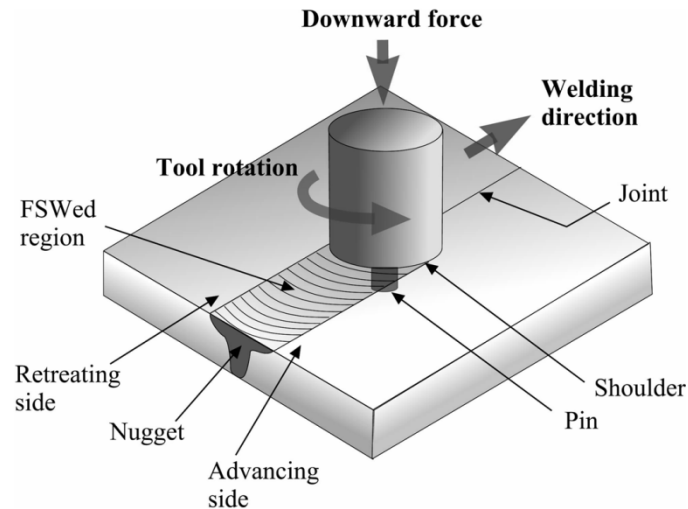 Downward force
Welding
direction
Tool rotation
Joint
FSWed
region
Retreating
side
Nugget
Advancing
side
Shoulder
Pin